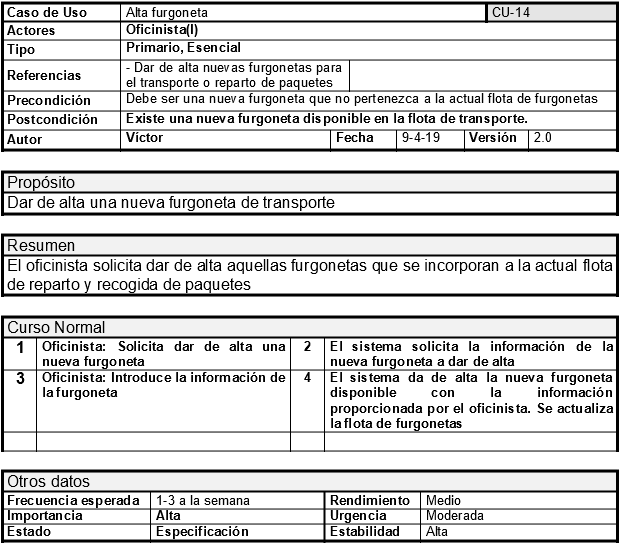 Caso de Uso Alta furgoneta CU-14
Actores Oficinista(I)
Tipo Primario, Esencial
Referencias - Dar de alta nuevas furgonetas para
el transporte o reparto de paquetes
Precondición Debe ser una nueva furgoneta que no pertenezca a la actual flota de furgonetas
Postcondición Existe una nueva furgoneta disponible en la flota de transporte.
Autor Víctor Fecha 9-4-19 Versión 2.0
Propósito
Dar de alta una nueva furgoneta de transporte
Resumen
El oficinista solicita dar de alta aquellas furgonetas que se incorporan a la actual flota
de reparto y recogida de paquetes
Curso Normal
1 Oficinista: Solicita dar de alta una
nueva furgoneta
2 El sistema solicita la información de la
nueva furgoneta a dar de alta
3 Oficinista: Introduce la información de
la furgoneta
4 El sistema da de alta la nueva furgoneta
disponible con la información
proporcionada por el oficinista. Se actualiza
la flota de furgonetas
Otros datos
Frecuencia esperada 1-3 a la semana Rendimiento Medio
Importancia Alta Urgencia Moderada
Estado Especificación Estabilidad Alta